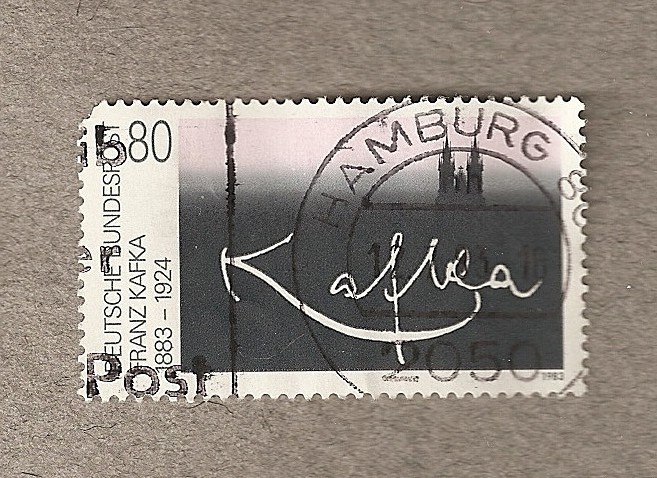 80
DEUTSCHE BUNDESPOST
FRANZ KAFKA
1883 – 1924
Kafka
HAMBURG
2050
Post
1983